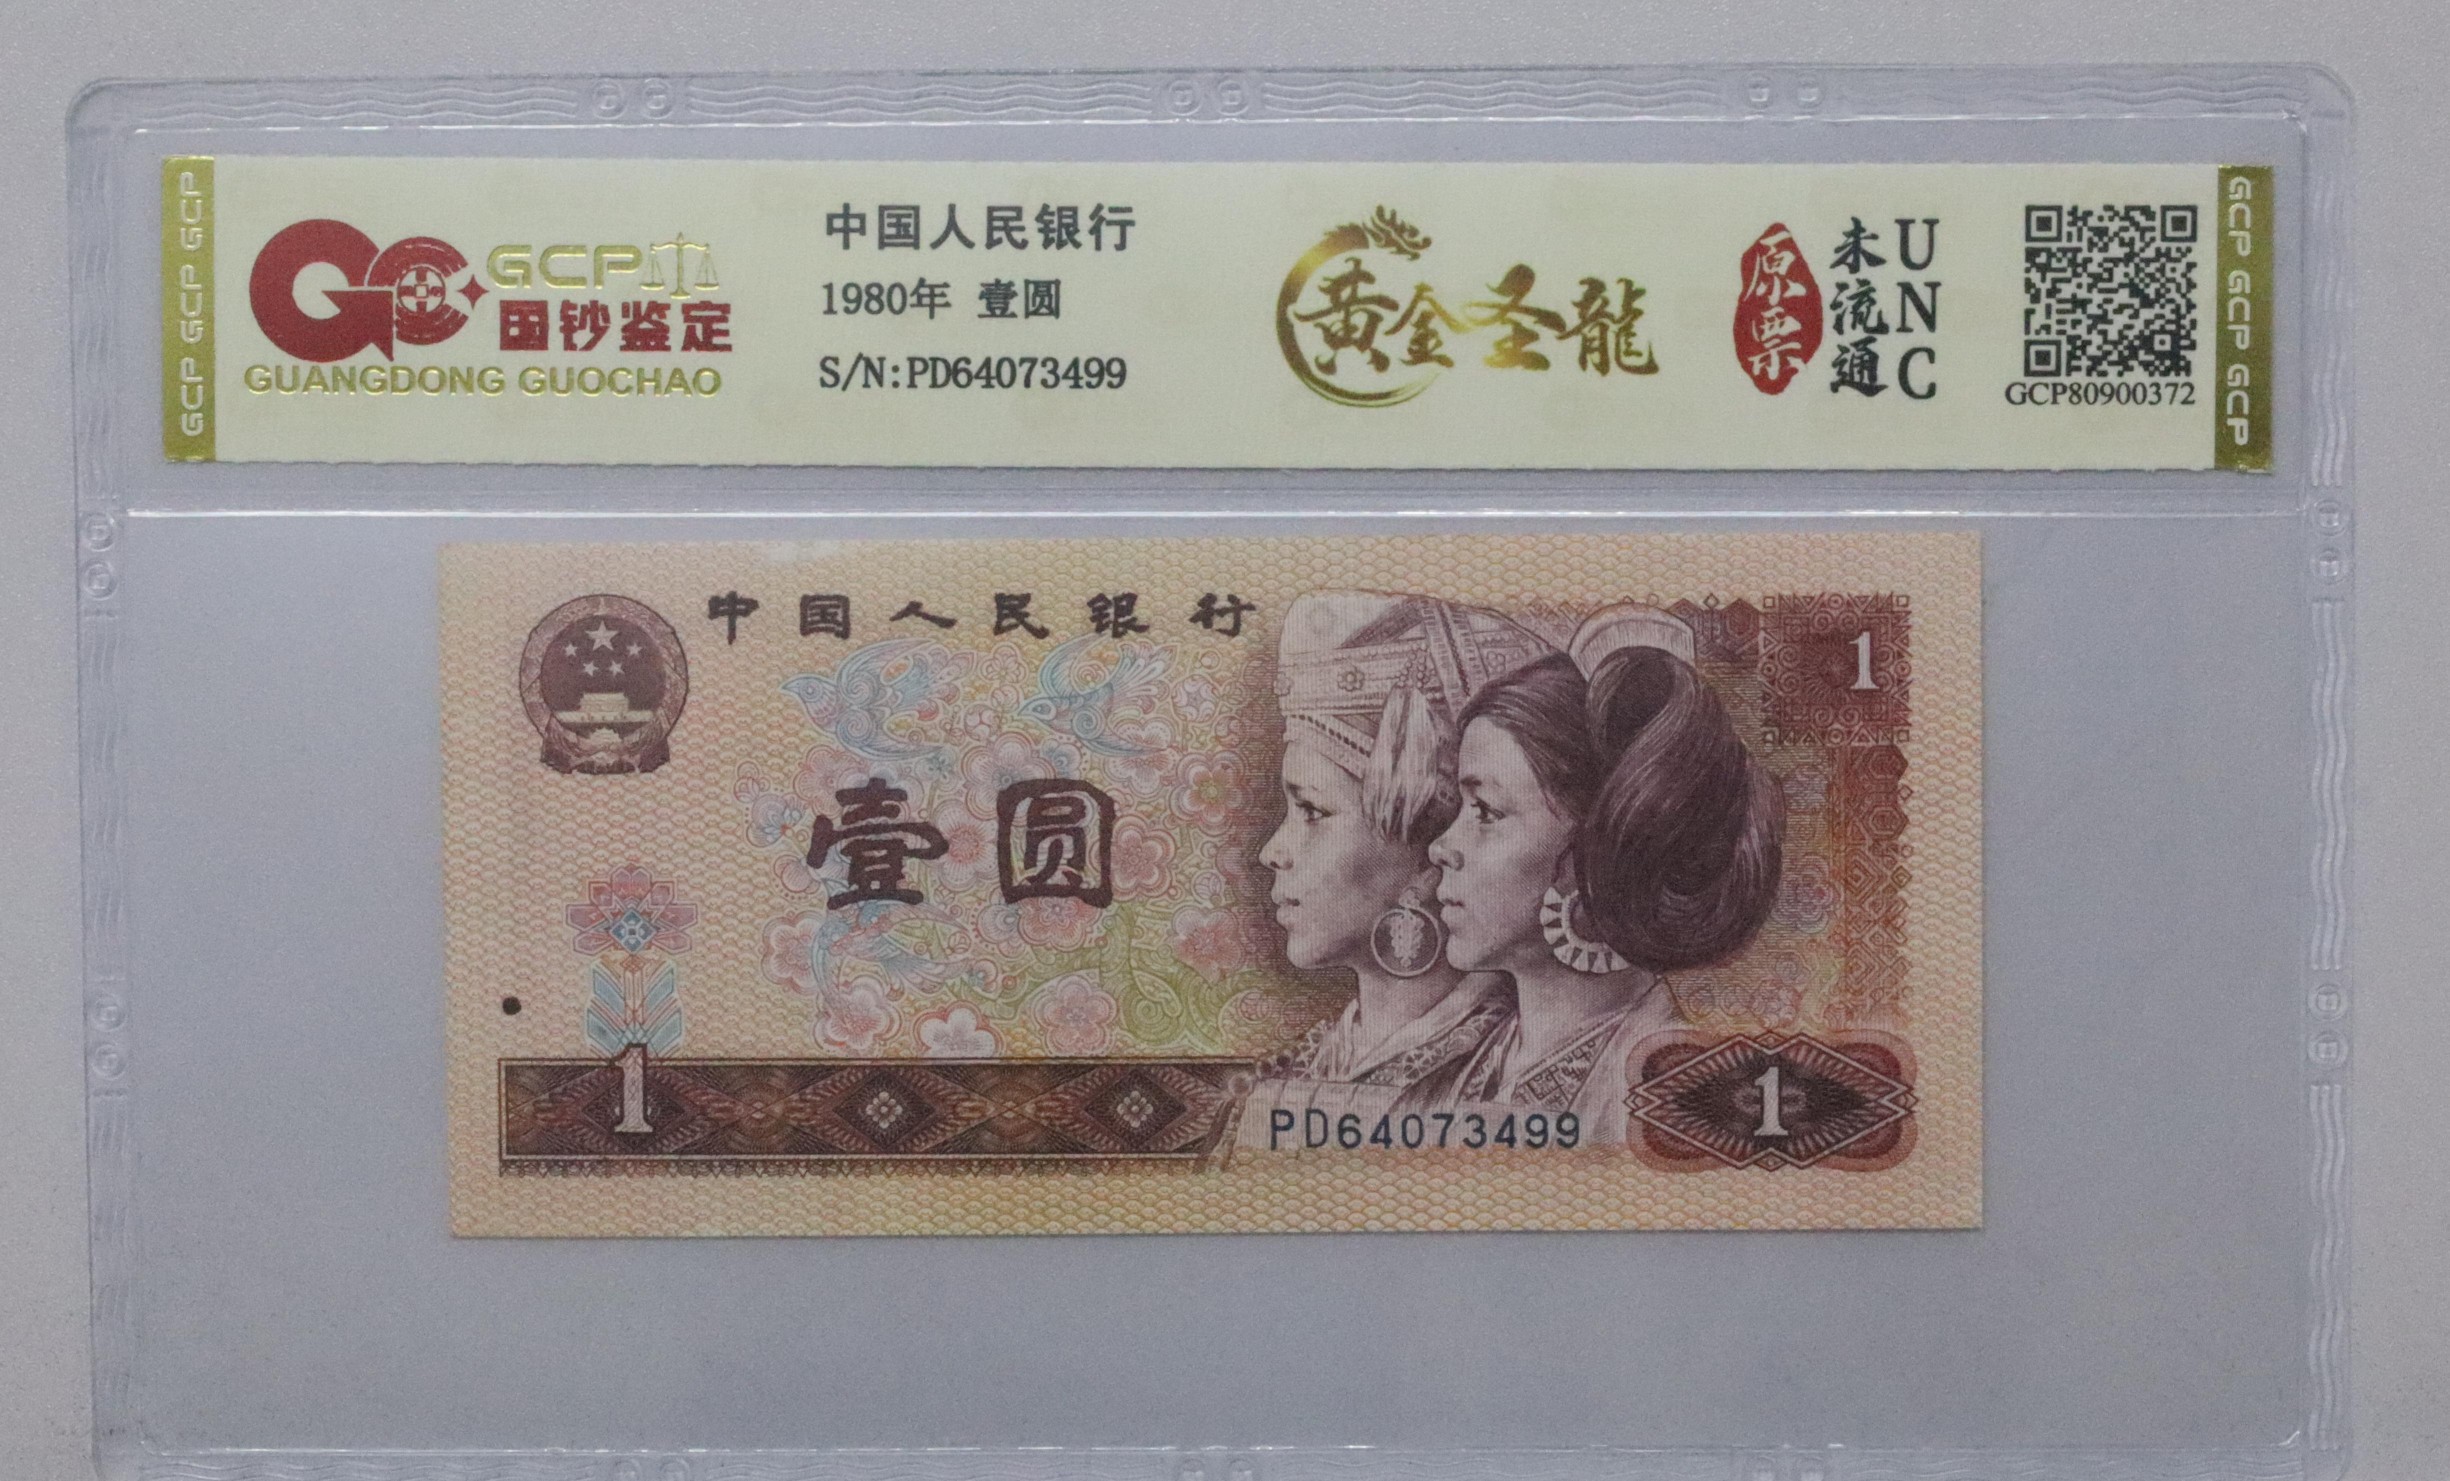 GCP GCP GCP GCP
GCP
国钞鉴定
GUANGDONG GUOCHAO
中国人民银行
1980年 壹圆
S/N:PD64073499
黄金圣龍
原票
未流通
UNC
GCP80900372
GCP GCP GCP GCP
中国人民银行
1
壹圆
1
1
PD64073499